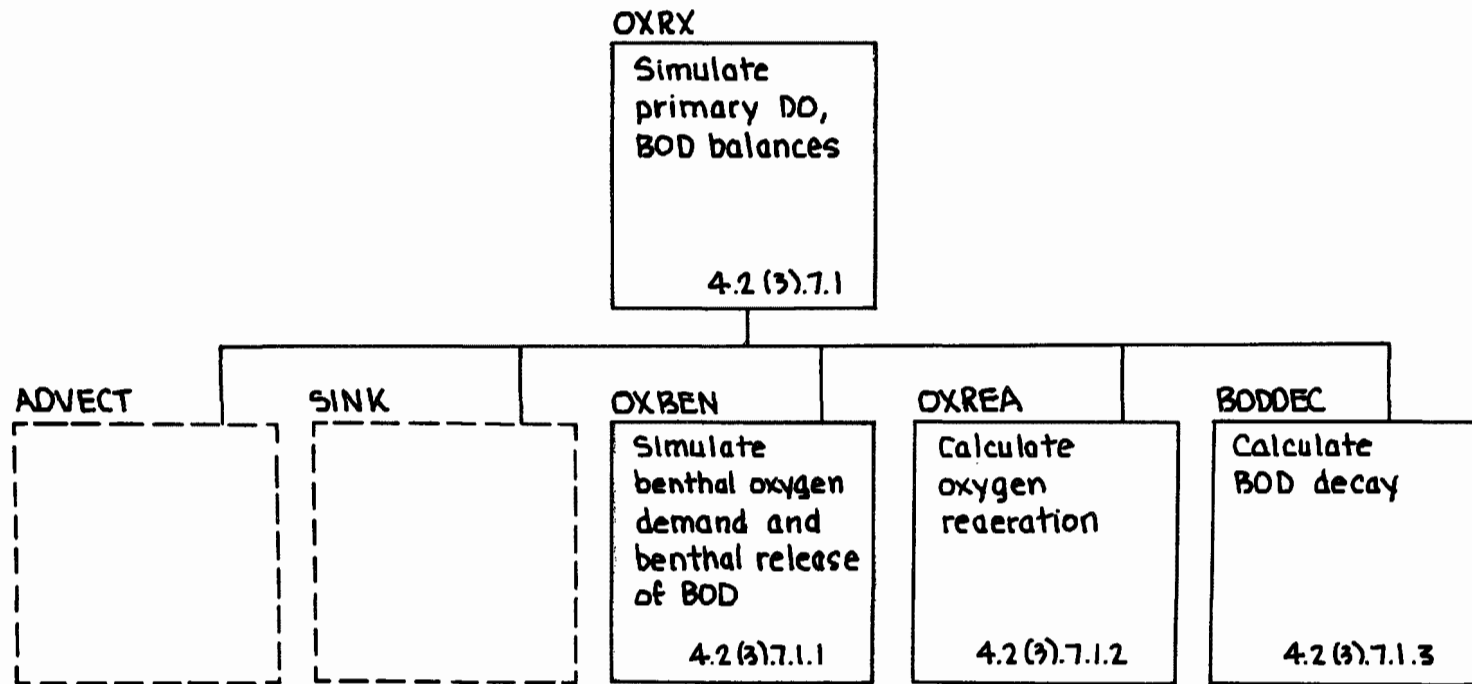 OXRX
Simulate
primary DO,
BOD balances
4.2(3).7.1
ADVECT
SINK
OXBEN
Simulate
benthal oxygen
demand and
benthal release
of BOD
4.2(3).7.1.1
OXREA
Calculate
oxygen
reaeration
4.2(3).7.1.2
BODDEC
Calculate
BOD decay
4.2(3).7.1.3